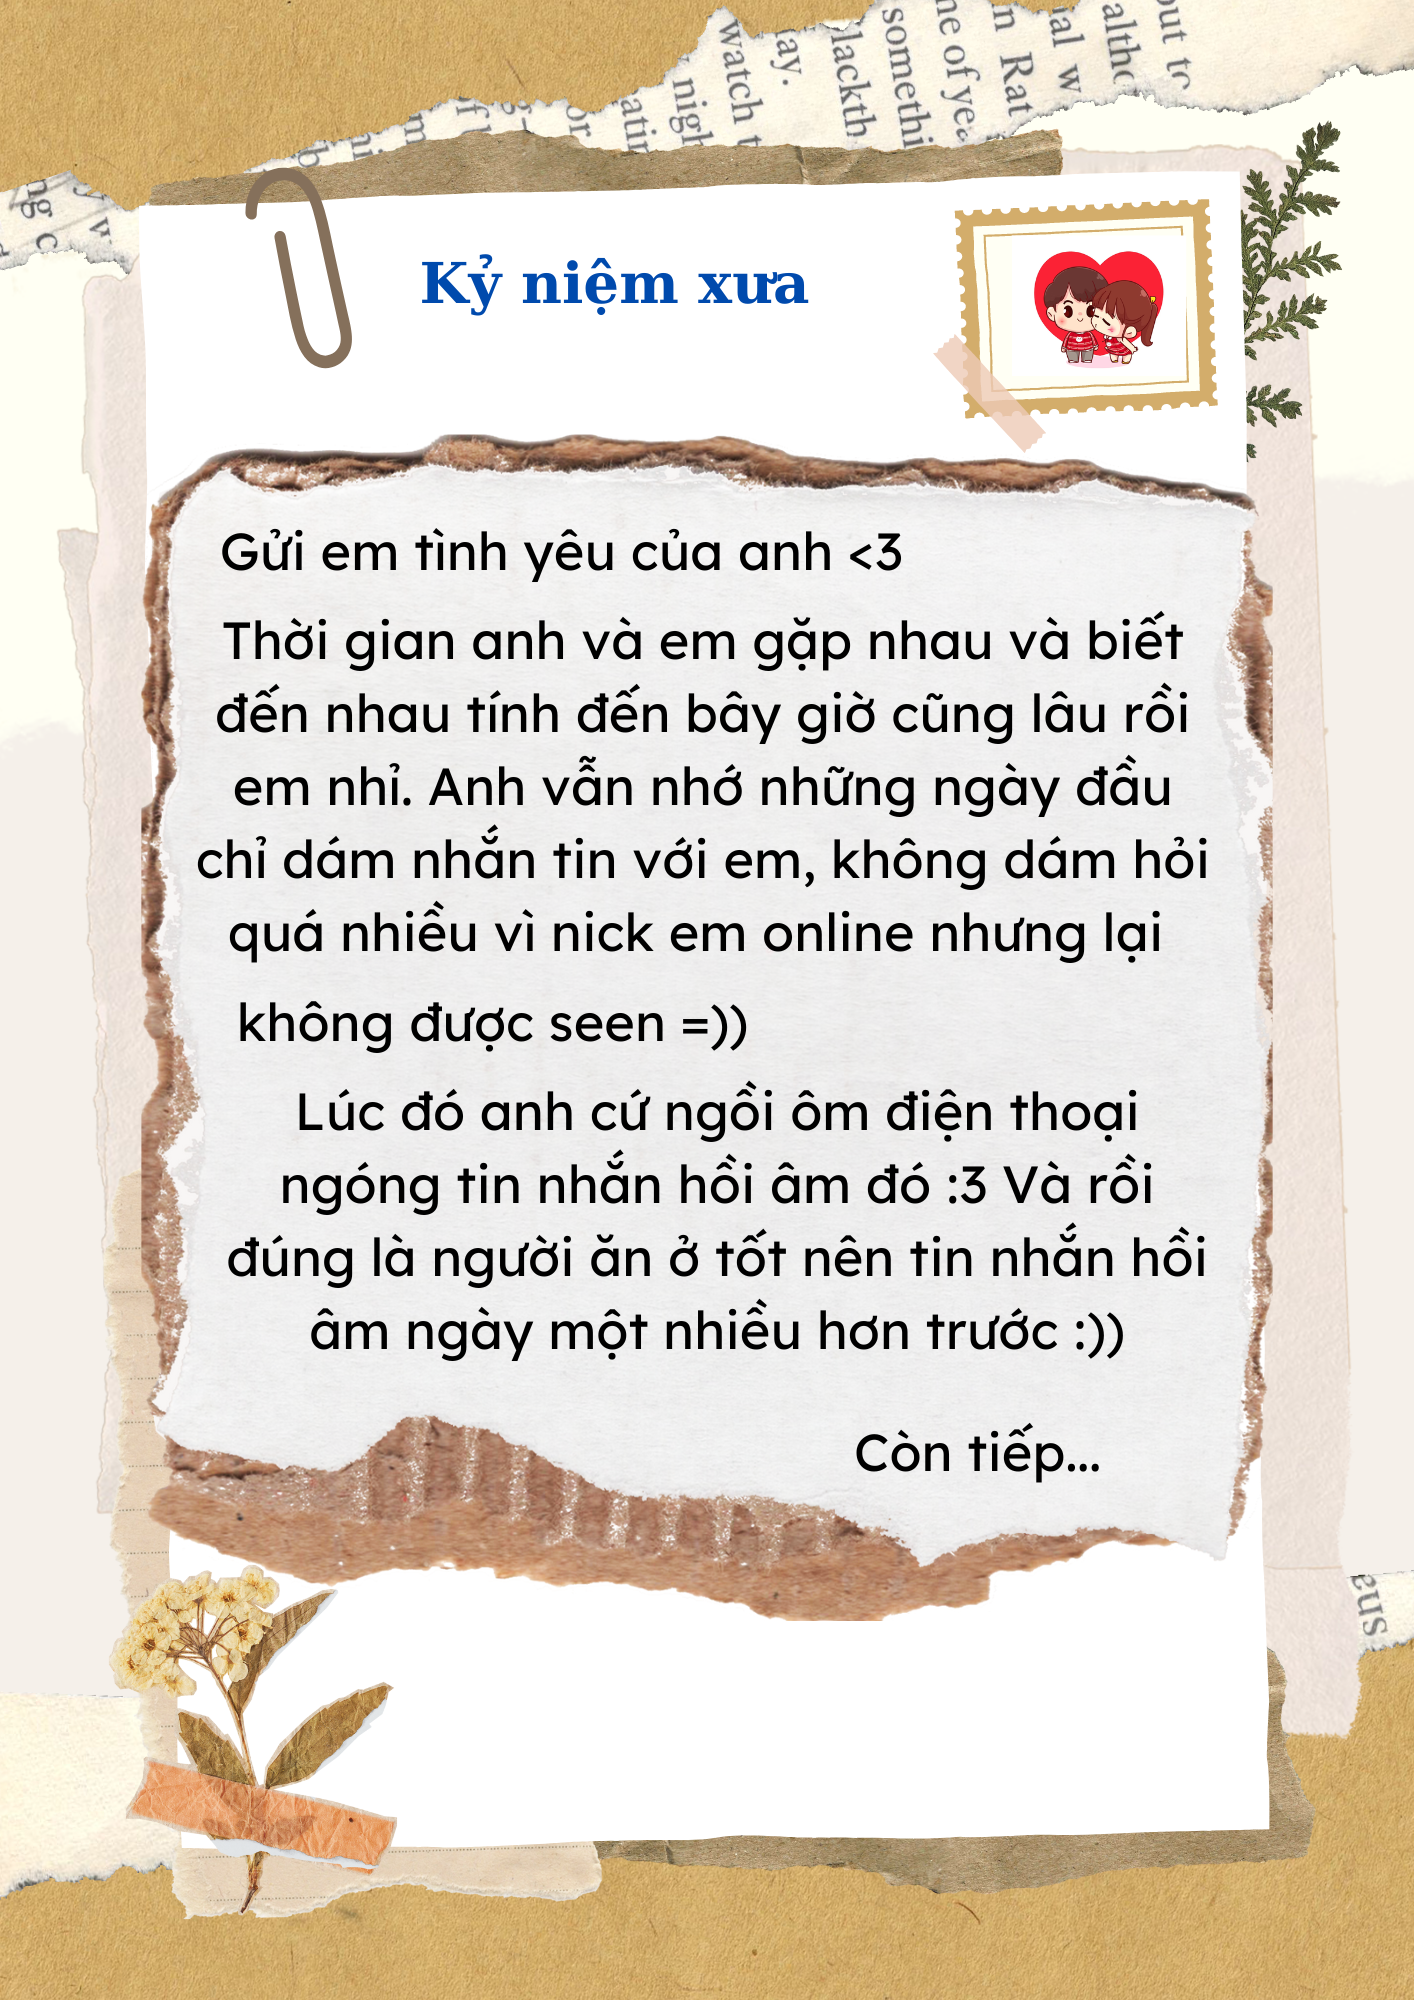 Kỷ niệm xưa
Gửi em tình yêu của anh <3
Thời gian anh và em gặp nhau và biết
đến nhau tính đến bây giờ cũng lâu rồi
em nhỉ. Anh vẫn nhớ những ngày đầu
chỉ dám nhắn tin với em, không dám hỏi
quá nhiều vì nick em online nhưng lại
không được seen =))
Lúc đó anh cứ ngồi ôm điện thoại
ngóng tin nhắn hồi âm đó :3 Và rồi
đúng là người ăn ở tốt nên tin nhắn hồi
âm ngày một nhiều hơn trước :))
Còn tiếp...